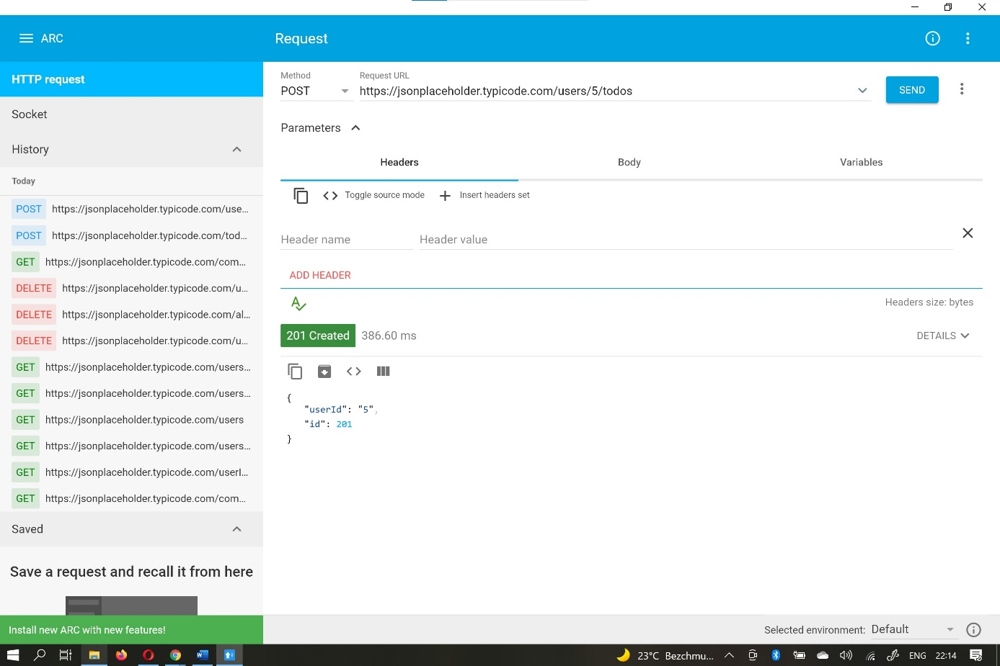 ARC
Request
HTTP request
Socket
History
Today
POST https://jsonplaceholder.typicode.com/use...
POST https://jsonplaceholder.typicode.com/tod...
GET https://jsonplaceholder.typicode.com/com...
DELETE https://jsonplaceholder.typicode.com/u...
DELETE https://jsonplaceholder.typicode.com/al...
DELETE https://jsonplaceholder.typicode.com/u...
GET https://jsonplaceholder.typicode.com/users...
GET https://jsonplaceholder.typicode.com/users...
GET https://jsonplaceholder.typicode.com/users
GET https://jsonplaceholder.typicode.com/users...
GET https://jsonplaceholder.typicode.com/userI...
GET https://jsonplaceholder.typicode.com/com...
Saved
Save a request and recall it from here
Install new ARC with new features!
Method
POST
Request URL
https://jsonplaceholder.typicode.com/users/5/todos
SEND
Parameters
Headers Body Variables
Toggle source mode Insert headers set
Header name Header value
ADD HEADER
Headers size: bytes
201 Created 386.60 ms DETAILS
{
"userId": "5",
"id": 201
}
Selected environment: Default
23°C Bezchmu... ENG 22:14